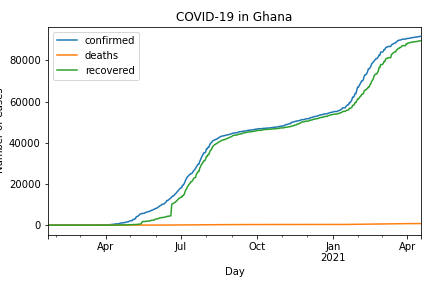 COVID-19 in Ghana
confirmed
deaths
recovered
80000
60000
40000
20000
0
Apr
Jul
Oct
Jan
2021
Apr
Day